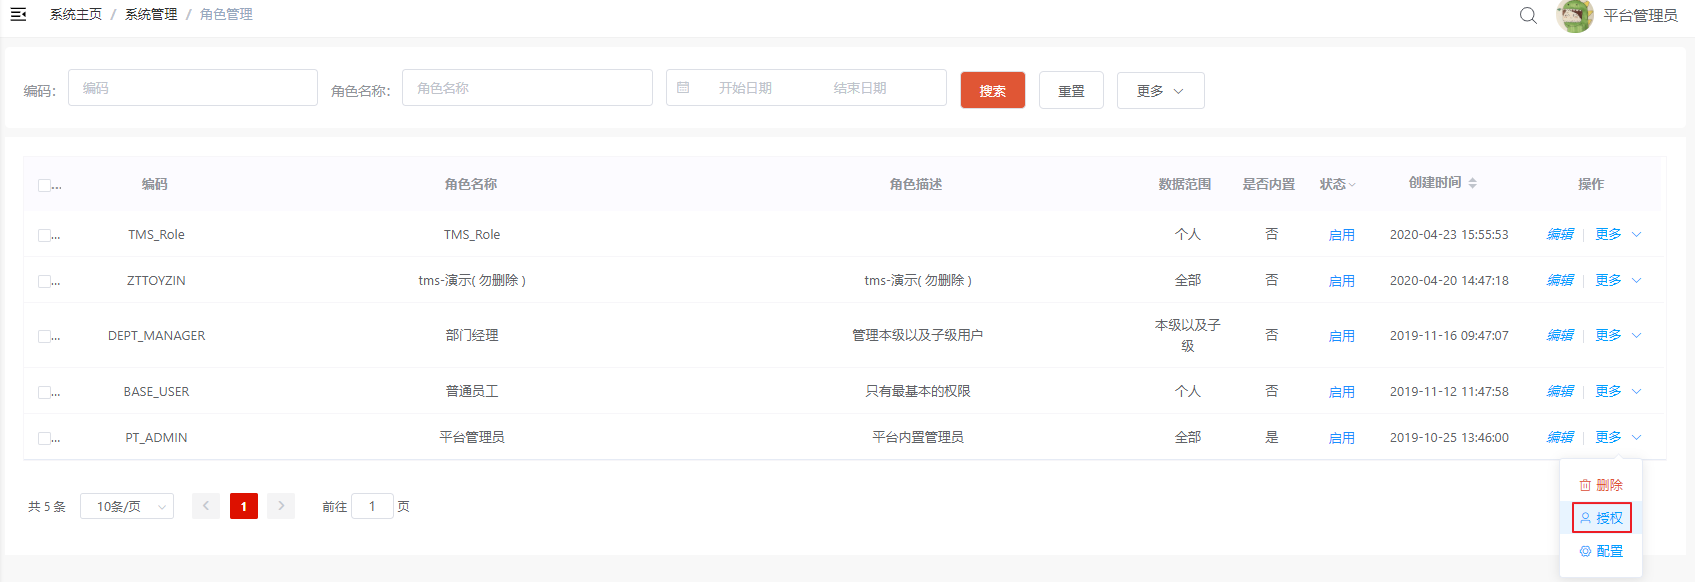 系统主页 / 系统管理 / 角色管理
平台管理员
编码: 编码 角色名称: 角色名称 开始日期 结束日期 搜索 重置 更多
... 编码 角色名称 角色描述 数据范围 是否内置 状态 创建时间 操作
... TMS_Role TMS_Role 个人 否 启用 2020-04-23 15:55:53 编辑 更多
... ZTTOYZIN tms-演示( 勿删除 ) tms-演示( 勿删除 ) 全部 否 启用 2020-04-20 14:47:18 编辑 更多
... DEPT_MANAGER 部门经理 管理本级以及子级用户 本级以及子级 否 启用 2019-11-16 09:47:07 编辑 更多
... BASE_USER 普通员工 只有最基本的权限 个人 否 启用 2019-11-12 11:47:58 编辑 更多
... PT_ADMIN 平台管理员 平台内置管理员 全部 是 启用 2019-10-25 13:46:00 编辑 更多
删除
授权
配置
共 5 条 10条/页 1 前往 1 页